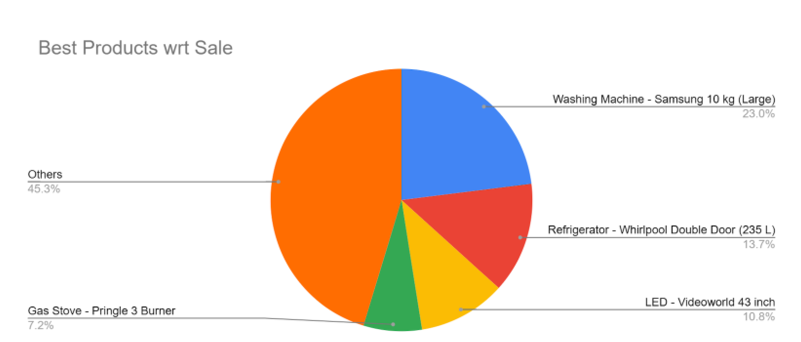 Best Products wrt Sale
Washing Machine - Samsung 10 kg (Large)
23.0%
Others
45.3%
Refrigerator - Whirlpool Double Door (235 L)
13.7%
LED - Videoworld 43 inch
10.8%
Gas Stove - Pringle 3 Burner
7.2%